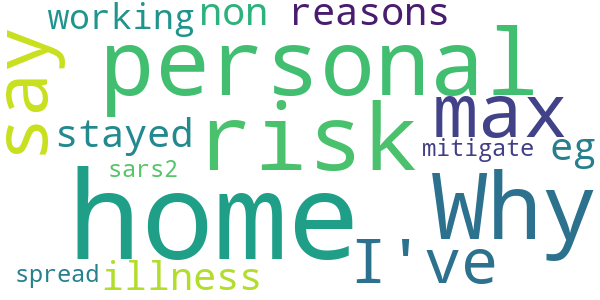 working non reasons
say personal
max
stayed risk
mitigate eg
sars2
home Why
I've
spread illness